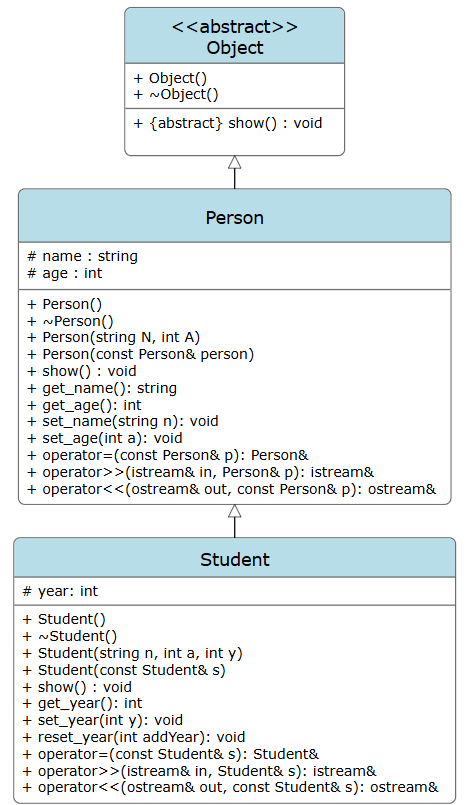 <<abstract>>
Object
+ Object()
+ ~Object()
+ {abstract} show() : void
Person
# name : string
# age : int
+ Person()
+ ~Person()
+ Person(string N, int A)
+ Person(const Person& person)
+ show() : void
+ get_name(): string
+ get_age(): int
+ set_name(string n): void
+ set_age(int a): void
+ operator=(const Person& p): Person&
+ operator>>(istream& in, Person& p): istream&
+ operator<<(ostream& out, const Person& p): ostream&
Student
# year: int
+ Student()
+ ~Student()
+ Student(string n, int a, int y)
+ Student(const Student& s)
+ show() : void
+ get_year(): int
+ set_year(int y): void
+ reset_year(int addYear): void
+ operator=(const Student& s): Student&
+ operator>>(istream& in, Student& s): istream&
+ operator<<(ostream& out, const Student& s): ostream&